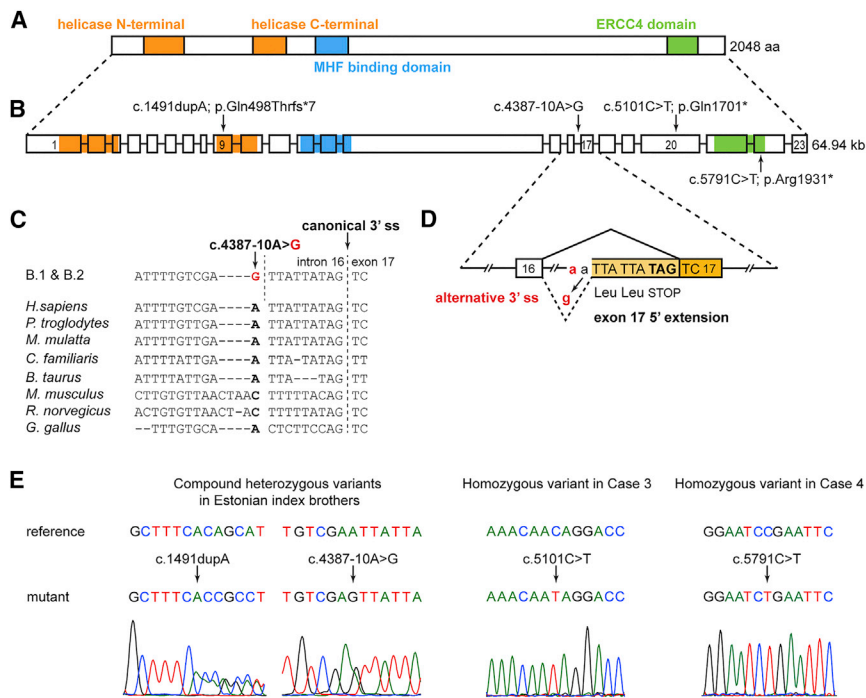 A
helicase N-terminal helicase C-terminal ERCC4 domain
2048 aa
MHF binding domain
B
c.1491dupA; p.Gln498Thrfs*7 c.4387-10A>G c.5101C>T; p.Gln1701*
1 9 17 20 23 64.94 kb
c.5791C>T; p.Arg1931*
C
canonical 3' ss
c.4387-10A>G
intron 16 exon 17
B.1 & B.2 ATTTTGTCGA----G TTATTATAG TC
H.sapiens ATTTTGTCGA----A TTATTATAG TC
P. troglodytes ATTTTGTCGA----A TTATTATAG TC
M. mulatta ATTTTGTCGA----A TTATTATAG TC
C. familiaris ATTTTATTGA----A TTA-TATAG TT
B. taurus ATTTTATTGA----A TTA---TAG TT
M. musculus CTTGTGTTAACTAAC TTTTTACAG TC
R. norvegicus ACTGTGTTAACT-AC TTATTATAG TC
G. gallus --TTTGTGCA----A CTCTTCCAG TC
D
16 a a TTA TTA TAG TC 17
alternative 3' ss g Leu Leu STOP
exon 17 5' extension
E
Compound heterozygous variants
in Estonian index brothers
Homozygous variant in Case 3
Homozygous variant in Case 4
reference GCTTTCACAGCAT TGTCGAATTATTA AAACAACAGGACC GGAATCCGAATTC
c.1491dupA c.4387-10A>G c.5101C>T c.5791C>T
mutant GCTTTCACCGCCT TGTCGAGTTATTA AAACAATAGGACC GGAATCTGAATTC